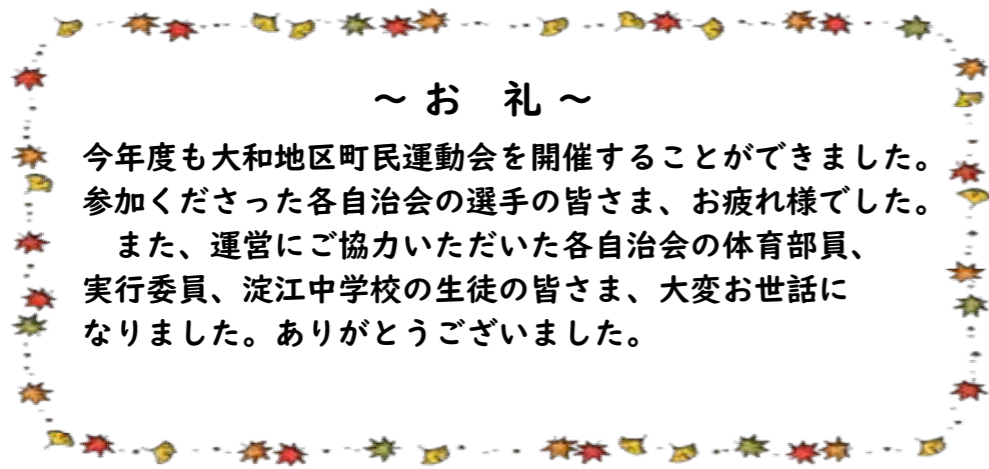 ～ お　礼 ～
今年度も大和地区町民運動会を開催することができました。
参加くださった各自治会の選手の皆さま、お疲れ様でした。
　また、運営にご協力いただいた各自治会の体育部員、
実行委員、淀江中学校の生徒の皆さま、大変お世話に
なりました。ありがとうございました。